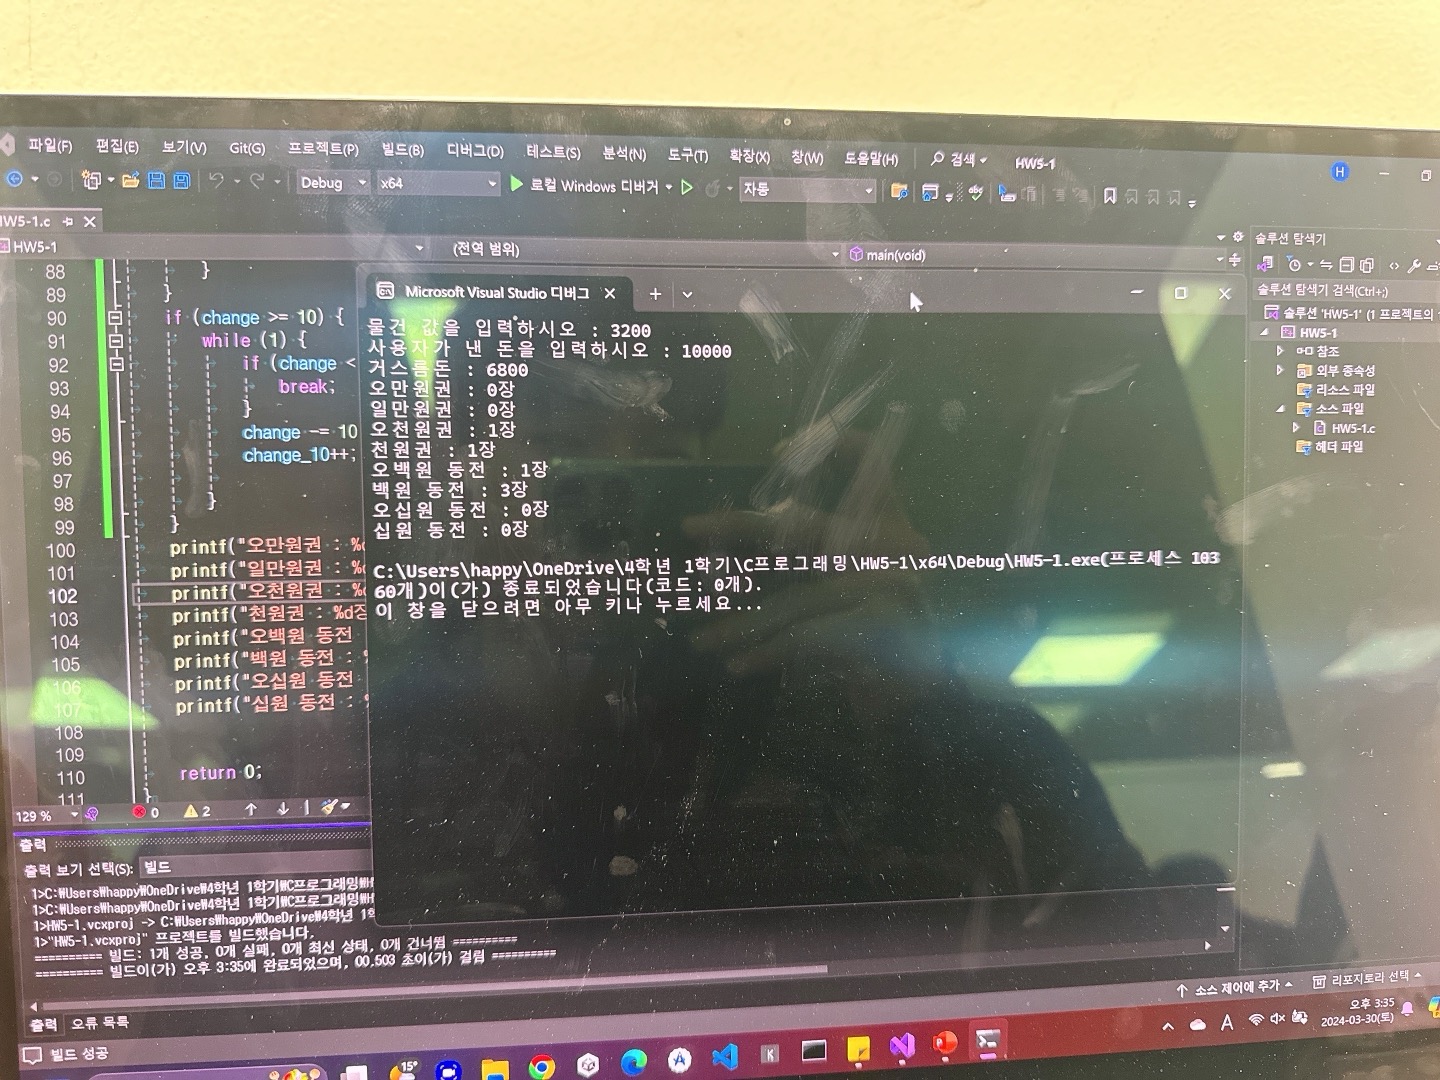 파일(F) 편집(E) 보기(V) Git(G) 프로젝트(P) 빌드(B) 디버그(D) 테스트(S) 분석(N) 도구(T) 확장(X) 창(W) 도움말(H) 검색 HW5-1
H
Debug x64 로컬 Windows 디버거 자동
HW5-1.c
HW5-1 (전역 범위) main(void)
88 }
89 }
90 if (change >= 10) {
91 while (1) {
92 if (change <
93 break;
94 }
95 change -= 10
96 change_10++;
97
98 }
99 }
100 printf("오만원권 : %d
101 printf("일만원권 : %d
102 printf("오천원권 : %d
103 printf("천원권 : %d장
104 printf("오백원 동전
105 printf("백원 동전 : %
106 printf("오십원 동전
107 printf("십원 동전 : %
108
109
110 return 0;
111 }
129 % 0 2
Microsoft Visual Studio 디버그
물건 값을 입력하시오 : 3200
사용자가 낸 돈을 입력하시오 : 10000
거스름돈 : 6800
오만원권 : 0장
일만원권 : 0장
오천원권 : 1장
천원권 : 1장
오백원 동전 : 1장
백원 동전 : 3장
오십원 동전 : 0장
십원 동전 : 0장
C:\Users\happy\OneDrive\4학년 1학기\C프로그래밍\HW5-1\x64\Debug\HW5-1.exe(프로세스 103
60개)이(가) 종료되었습니다(코드: 0개).
이 창을 닫으려면 아무 키나 누르세요...
솔루션 탐색기
솔루션 탐색기 검색(Ctrl+;)
솔루션 'HW5-1' (1 프로젝트의
HW5-1
참조
외부 종속성
리소스 파일
소스 파일
HW5-1.c
헤더 파일
출력
출력 보기 선택(S): 빌드
1>C:₩Users₩happy₩OneDrive₩4학년 1학기₩C프로그래밍₩
1>C:₩Users₩happy₩OneDrive₩4학년 1학기₩C프로그래밍₩
1>HW5-1.vcxproj -> C:₩Users₩happy₩OneDrive₩4학년 1학
1>"HW5-1.vcxproj" 프로젝트를 빌드했습니다.
========== 빌드: 1개 성공, 0개 실패, 0개 최신 상태, 0개 건너뜀 ==========
========== 빌드이(가) 오후 3:35에 완료되었으며, 00.503 초이(가) 걸림 ==========
출력 오류 목록
소스 제어에 추가 리포지토리 선택
빌드 성공
15°
K
A
오후 3:35
2024-03-30(토)